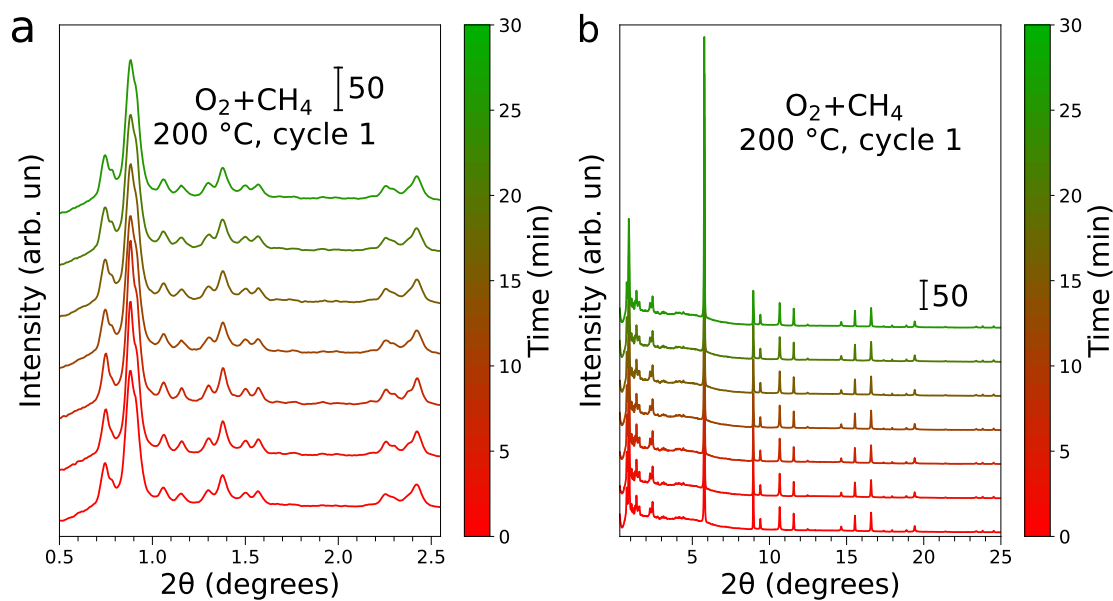 a
O₂+CH₄
200 °C, cycle 1
50
Intensity (arb. un)
0.5 1.0 1.5 2.0 2.5
2θ (degrees)
30
25
20
15
10
5
0
Time (min)
b
O₂+CH₄
200 °C, cycle 1
50
Intensity (arb. un)
5 10 15 20 25
2θ (degrees)
30
25
20
15
10
5
0
Time (min)